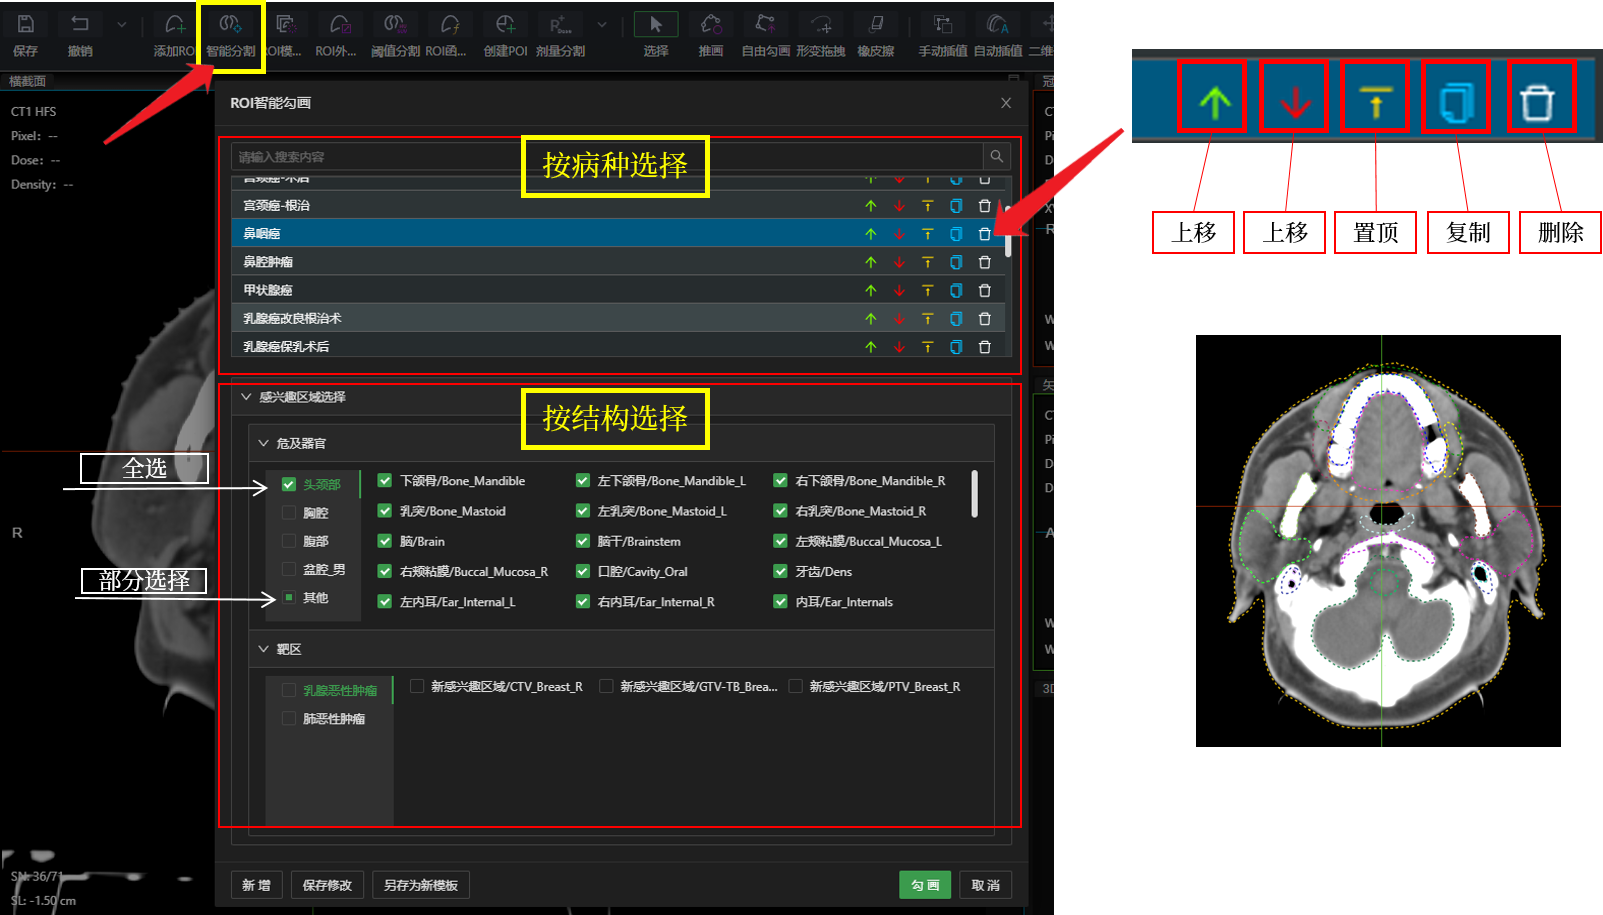 保存
撤销
添加RO
智能分割
ROI模...
ROI外...
阈值分割
ROI函...
创建POI
剂量分割
选择
推画
自由勾画
形变拖拽
橡皮擦
手动插值
自动插值
二维
横截面
冠
CT1 HFS
Pixel: --
Dose: --
Density: --
ROI智能勾画
请输入搜索内容
按病种选择
宫颈癌-术后
宫颈癌-根治
鼻咽癌
鼻腔肿瘤
甲状腺癌
乳腺癌改良根治术
乳腺癌保乳术后
感兴趣区域选择
按结构选择
危及器官
全选
头颈部
胸腔
腹部
盆腔_男
部分选择
其他
下颌骨/Bone_Mandible
左下颌骨/Bone_Mandible_L
右下颌骨/Bone_Mandible_R
乳突/Bone_Mastoid
左乳突/Bone_Mastoid_L
右乳突/Bone_Mastoid_R
脑/Brain
脑干/Brainstem
左颊粘膜/Buccal_Mucosa_L
右颊粘膜/Buccal_Mucosa_R
口腔/Cavity_Oral
牙齿/Dens
左内耳/Ear_Internal_L
右内耳/Ear_Internal_R
内耳/Ear_Internals
靶区
乳腺恶性肿瘤
肺恶性肿瘤
新感兴趣区域/CTV_Breast_R
新感兴趣区域/GTV-TB_Brea...
新感兴趣区域/PTV_Breast_R
R
SN: 36/71
SL: -1.50 cm
新 增
保存修改
另存为新模板
勾 画
取 消
矢
3D
上移
上移
置顶
复制
删除